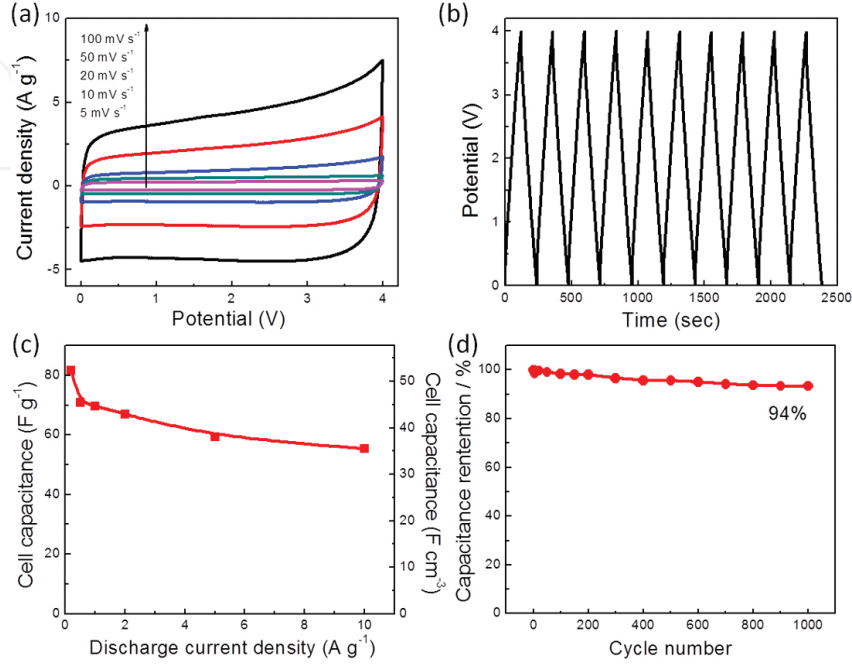 (a)
10
5
0
-5
100 mV s⁻¹
50 mV s⁻¹
20 mV s⁻¹
10 mV s⁻¹
5 mV s⁻¹
Current density (A g⁻¹)
0 1 2 3 4
Potential (V)
(b)
4
3
2
1
0
Potential (V)
0 500 1000 1500 2000 2500
Time (sec)
(c)
80
60
40
20
0
Cell capacitance (F g⁻¹)
50
40
30
20
10
0
Cell capacitance (F cm⁻³)
0 2 4 6 8 10
Discharge current density (A g⁻¹)
(d)
100
80
60
40
20
0
Capacitance rentention / %
94%
0 200 400 600 800 1000
Cycle number